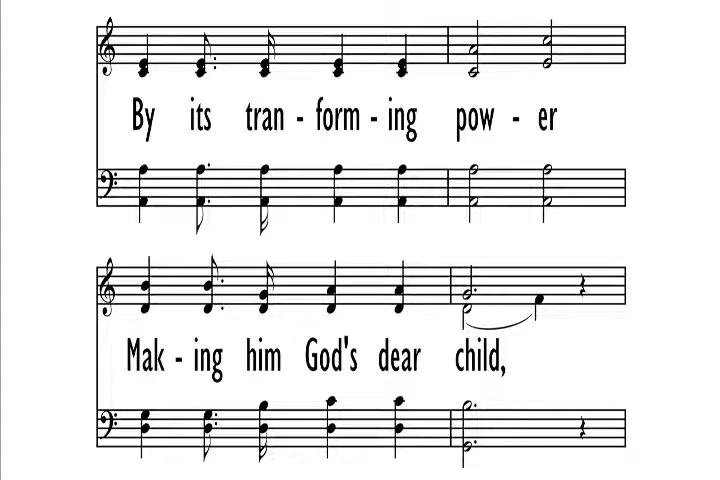 By its tran - form - ing pow - er
Mak - ing him God's dear child,